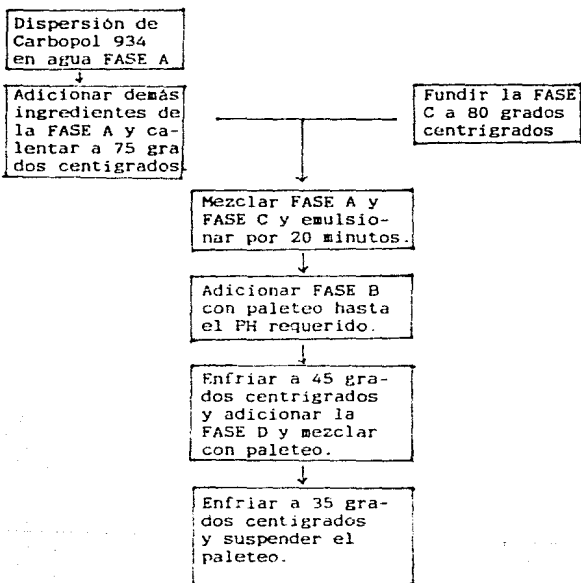 Dispersión de
Carbopol 934
en agua FASE A
Adicionar demás
ingredientes de
la FASE A y ca-
lentar a 75 gra
dos centigrados
Fundir la FASE
C a 80 grados
centrigrados
Mezclar FASE A y
FASE C y emulsio-
nar por 20 minutos.
Adicionar FASE B
con paleteo hasta
el PH requerido.
Enfriar a 45 gra-
dos centrigrados
y adicionar la
FASE D y mezclar
con paleteo.
Enfriar a 35 gra-
dos centigrados
y suspender el
paleteo.